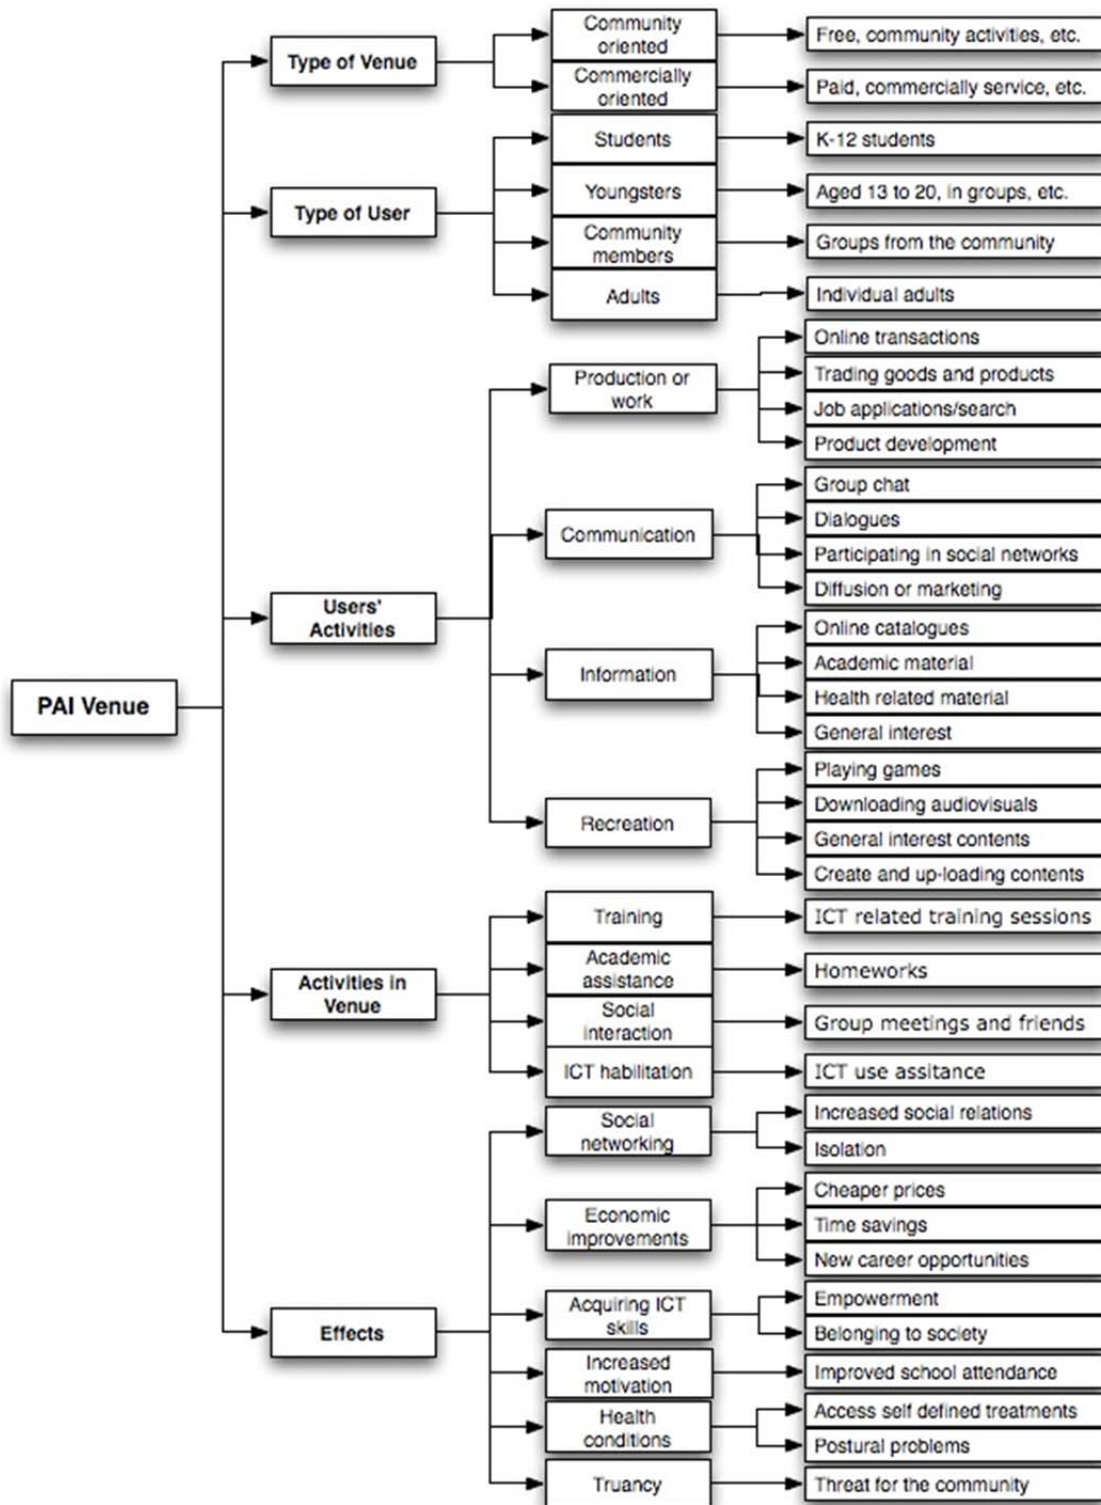 PAI Venue
Type of Venue
Community
oriented
Free, community activities, etc.
Commercially
oriented
Paid, commercially service, etc.
Type of User
Students
K-12 students
Youngsters
Aged 13 to 20, in groups, etc.
Community
members
Groups from the community
Adults
Individual adults
Users'
Activities
Production or
work
Online transactions
Trading goods and products
Job applications/search
Product development
Communication
Group chat
Dialogues
Participating in social networks
Diffusion or marketing
Information
Online catalogues
Academic material
Health related material
General interest
Recreation
Playing games
Downloading audiovisuals
General interest contents
Create and up-loading contents
Activities in
Venue
Training
ICT related training sessions
Academic
assistance
Homeworks
Social
interaction
Group meetings and friends
ICT habilitation
ICT use assitance
Effects
Social
networking
Increased social relations
Isolation
Economic
improvements
Cheaper prices
Time savings
New career opportunities
Acquiring ICT
skills
Empowerment
Belonging to society
Increased
motivation
Improved school attendance
Health
conditions
Access self defined treatments
Postural problems
Truancy
Threat for the community